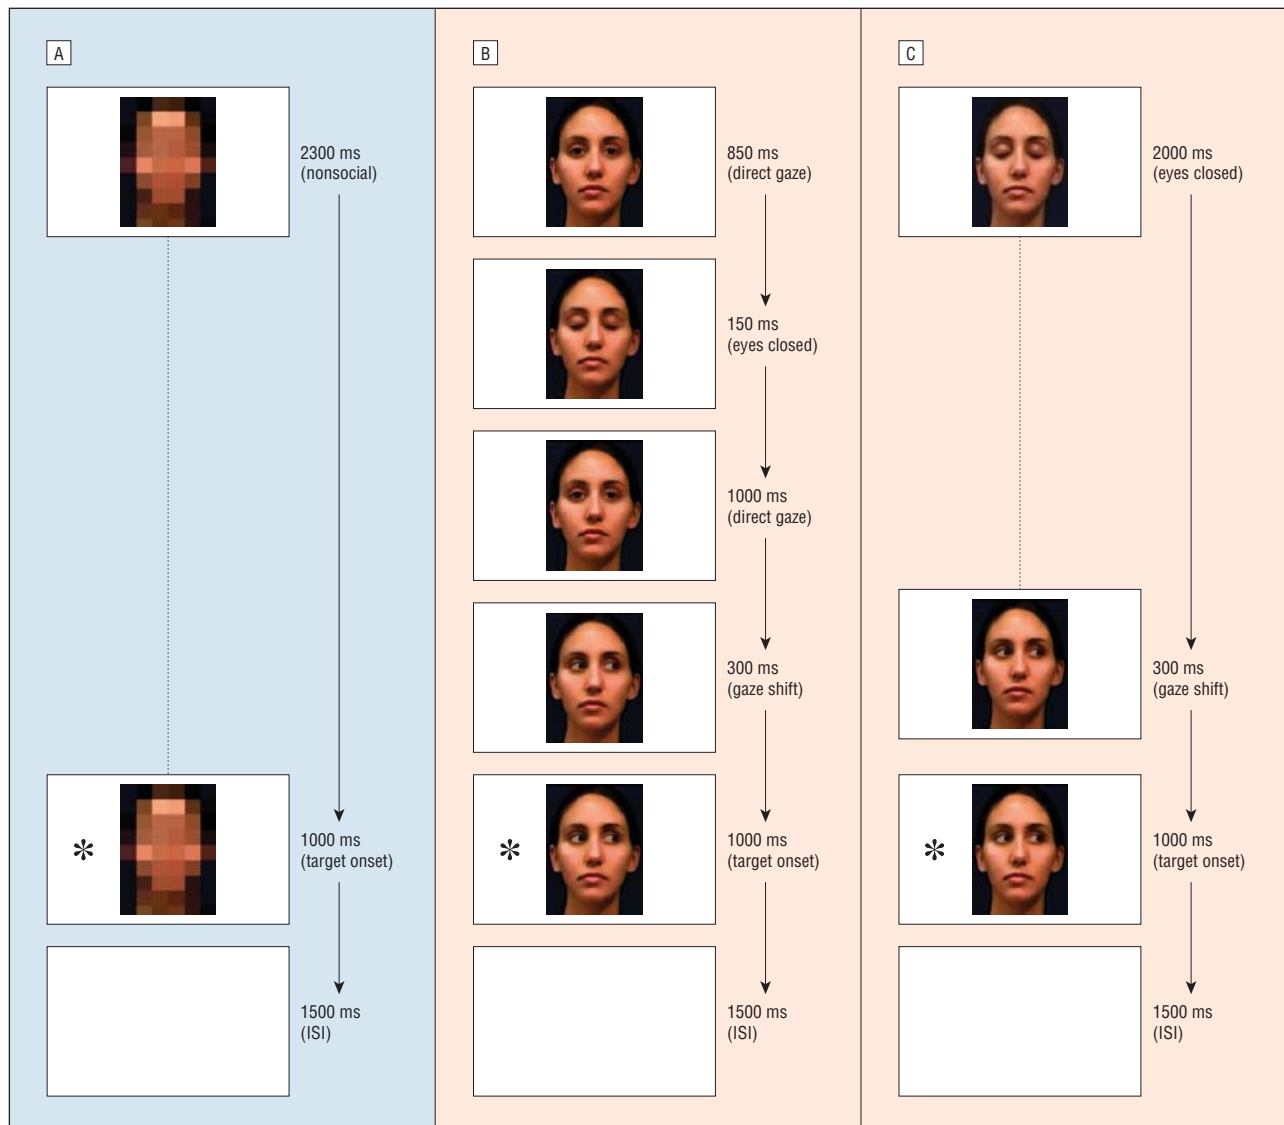 A
2300 ms
(nonsocial)
1000 ms
(target onset)
1500 ms
(ISI)
B
850 ms
(direct gaze)
150 ms
(eyes closed)
1000 ms
(direct gaze)
300 ms
(gaze shift)
*
1000 ms
(target onset)
1500 ms
(ISI)
C
2000 ms
(eyes closed)
300 ms
(gaze shift)
*
1000 ms
(target onset)
1500 ms
(ISI)